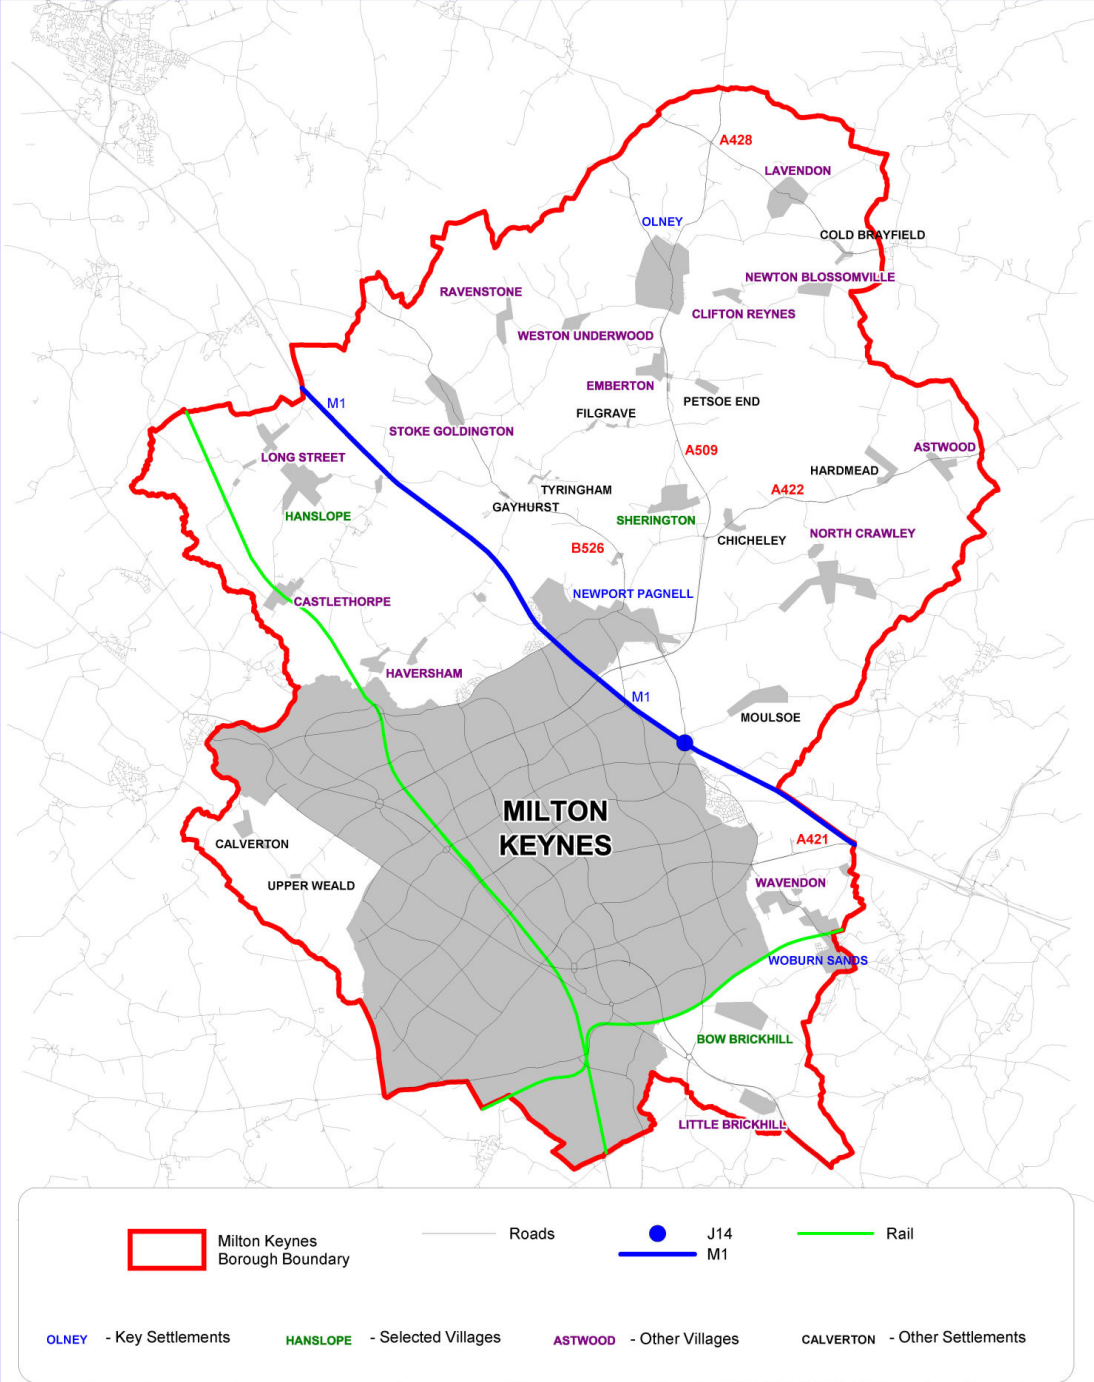 A428
LAVENDON
OLNEY
COLD BRAYFIELD
NEWTON BLOSSOMVILLE
RAVENSTONE
CLIFTON REYNES
WESTON UNDERWOOD
EMBERTON
PETSOE END
M1
FILGRAVE
STOKE GOLDINGTON
A509
ASTWOOD
LONG STREET
HARDMEAD
TYRINGHAM
A422
GAYHURST
HANSLOPE
SHERINGTON
NORTH CRAWLEY
CHICHELEY
B526
NEWPORT PAGNELL
CASTLETHORPE
HAVERSHAM
M1
MOULSOE
MILTON
KEYNES
A421
CALVERTON
WAVENDON
UPPER WEALD
WOBURN SANDS
BOW BRICKHILL
LITTLE BRICKHILL
Milton Keynes
Borough Boundary
Roads
J14
M1
Rail
OLNEY - Key Settlements
HANSLOPE - Selected Villages
ASTWOOD - Other Villages
CALVERTON - Other Settlements